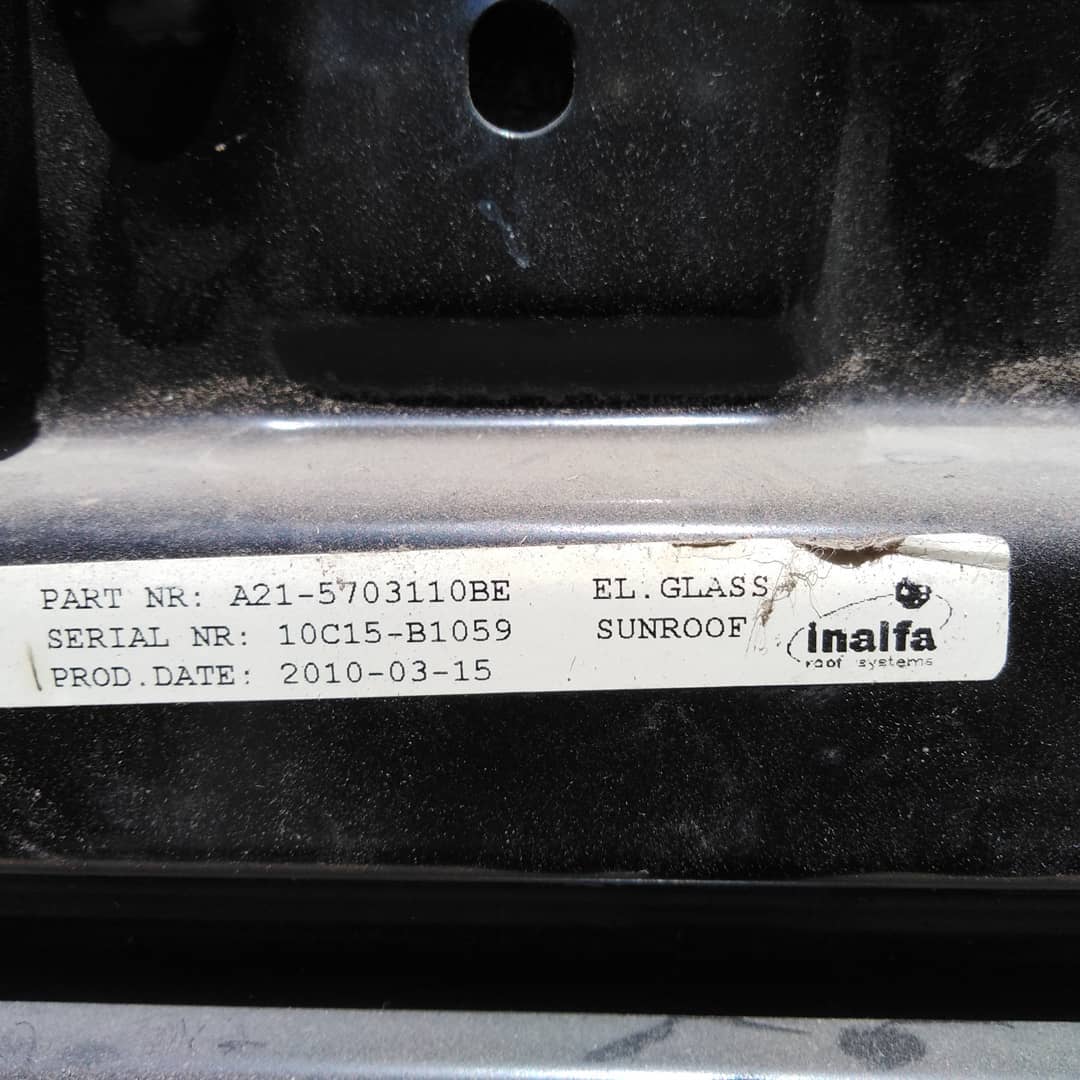 PART NR: A21-5703110BE
SERIAL NR: 10C15-B1059
PROD.DATE: 2010-03-15
EL.GLASS
SUNROOF
inalfa
roof systems